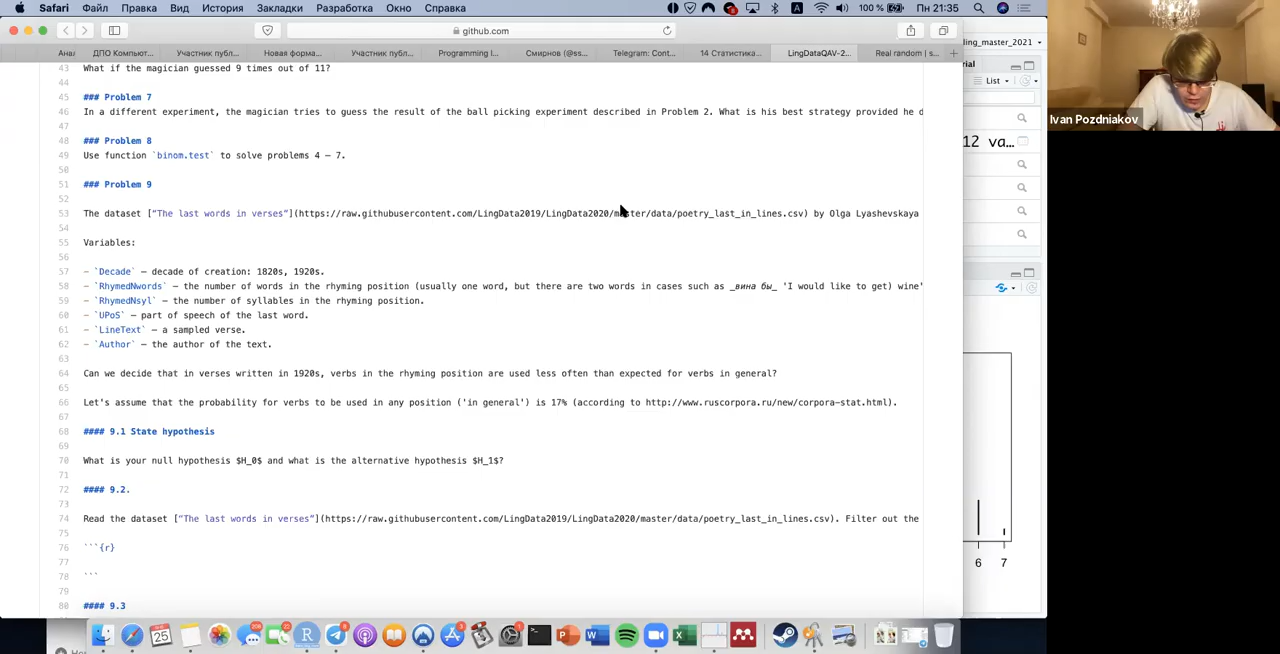 Safari Файл Правка Вид История Закладки Разработка Окно Справка 100 % Пн 21:35
github.com
Анал ДПО Компьют... Участник публ... Новая форма... Участник публ... Programming l... Смирнов (@ss... Telegram: Cont... 14 Статистика... LingDataQAV-2... Real random | s...
ling_master_2021
43 What if the magician guessed 9 times out of 11?
44
45 ### Problem 7
46 In a different experiment, the magician tries to guess the result of the ball picking experiment described in Problem 2. What is his best strategy provided he d
47
48 ### Problem 8
49 Use function `binom.test` to solve problems 4 – 7.
50
51 ### Problem 9
52
53 The dataset ["The last words in verses"](https://raw.githubusercontent.com/LingData2019/LingData2020/master/data/poetry_last_in_lines.csv) by Olga Lyashevskaya
54
55 Variables:
56
57 – `Decade` – decade of creation: 1820s, 1920s.
58 – `RhymedNwords` – the number of words in the rhyming position (usually one word, but there are two words in cases such as _вина бы_ 'I would like to get) wine'
59 – `RhymedNsyl` – the number of syllables in the rhyming position.
60 – `UPoS` – part of speech of the last word.
61 – `LineText` – a sampled verse.
62 – `Author` – the author of the text.
63
64 Can we decide that in verses written in 1920s, verbs in the rhyming position are used less often than expected for verbs in general?
65
66 Let's assume that the probability for verbs to be used in any position ('in general') is 17% (according to http://www.ruscorpora.ru/new/corpora-stat.html).
67
68 #### 9.1 State hypothesis
69
70 What is your null hypothesis $H_0$ and what is the alternative hypothesis $H_1$?
71
72 #### 9.2.
73
74 Read the dataset ["The last words in verses"](https://raw.githubusercontent.com/LingData2019/LingData2020/master/data/poetry_last_in_lines.csv). Filter out the
75
76 ```{r}
77
78 ```
79
80 #### 9.3
rial
List
12 va...
6 7
Ivan Pozdniakov